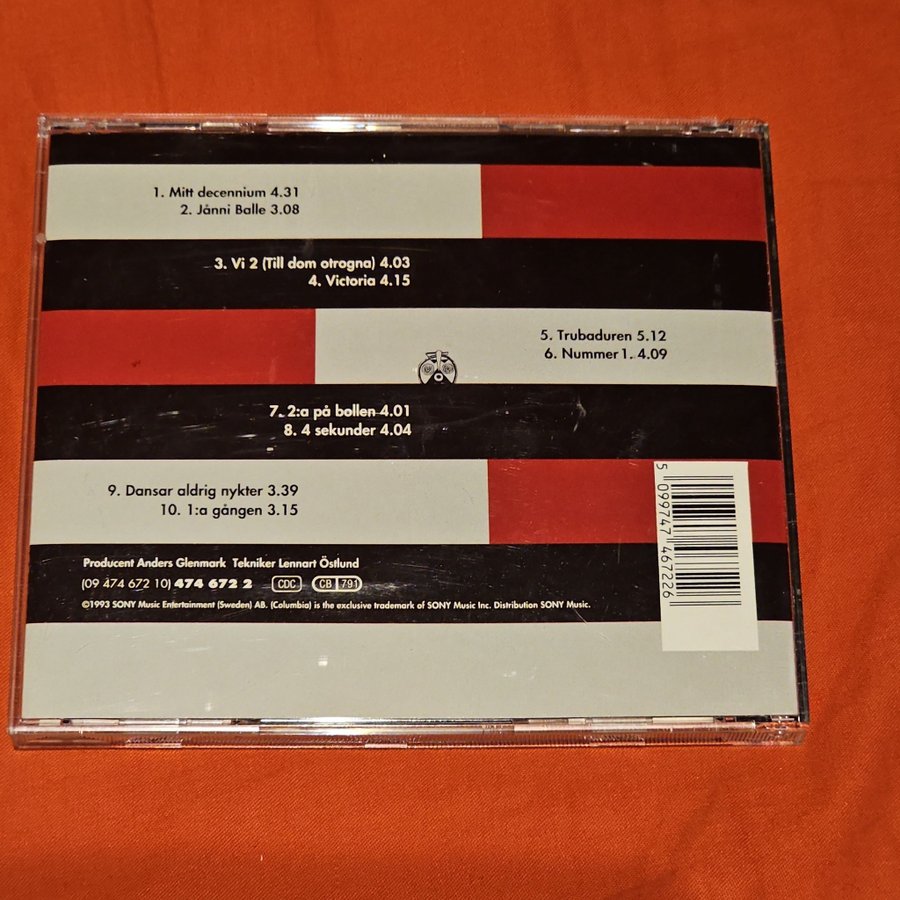 1. Mitt decennium 4.31
2. Jånni Balle 3.08
3. Vi 2 (Till dom otrogna) 4.03
4. Victoria 4.15
5. Trubaduren 5.12
6. Nummer 1. 4.09
7. 2:a på bollen 4.01
8. 4 sekunder 4.04
9. Dansar aldrig nykter 3.39
10. 1:a gången 3.15
Producent Anders Glenmark Tekniker Lennart Östlund
(09 474 672 10) 474 672 2 CDC CB 791
©1993 SONY Music Entertainment (Sweden) AB. (Columbia) is the exclusive trademark of SONY Music Inc. Distribution SONY Music.
5 099747 467226